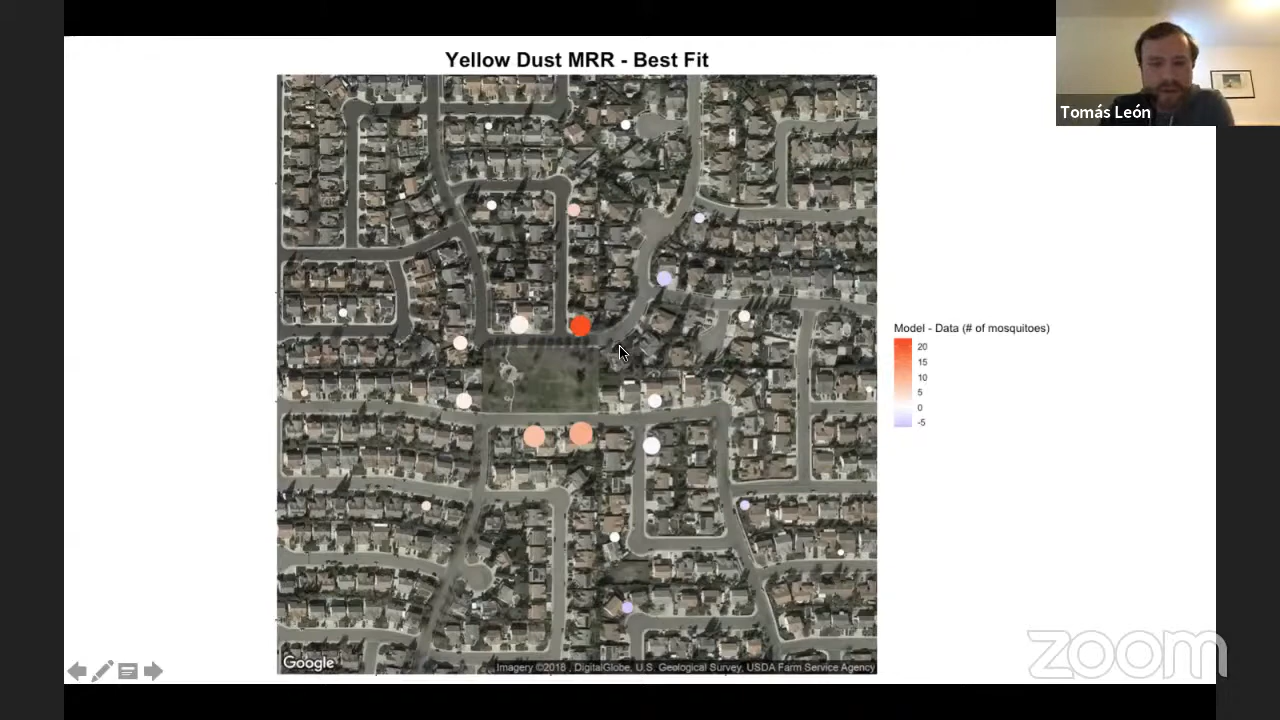 Yellow Dust MRR - Best Fit
Tomás León
Model - Data (# of mosquitoes)
20
15
10
5
0
-5
Google
Imagery ©2018 , DigitalGlobe, U.S. Geological Survey, USDA Farm Service Agency
zoom